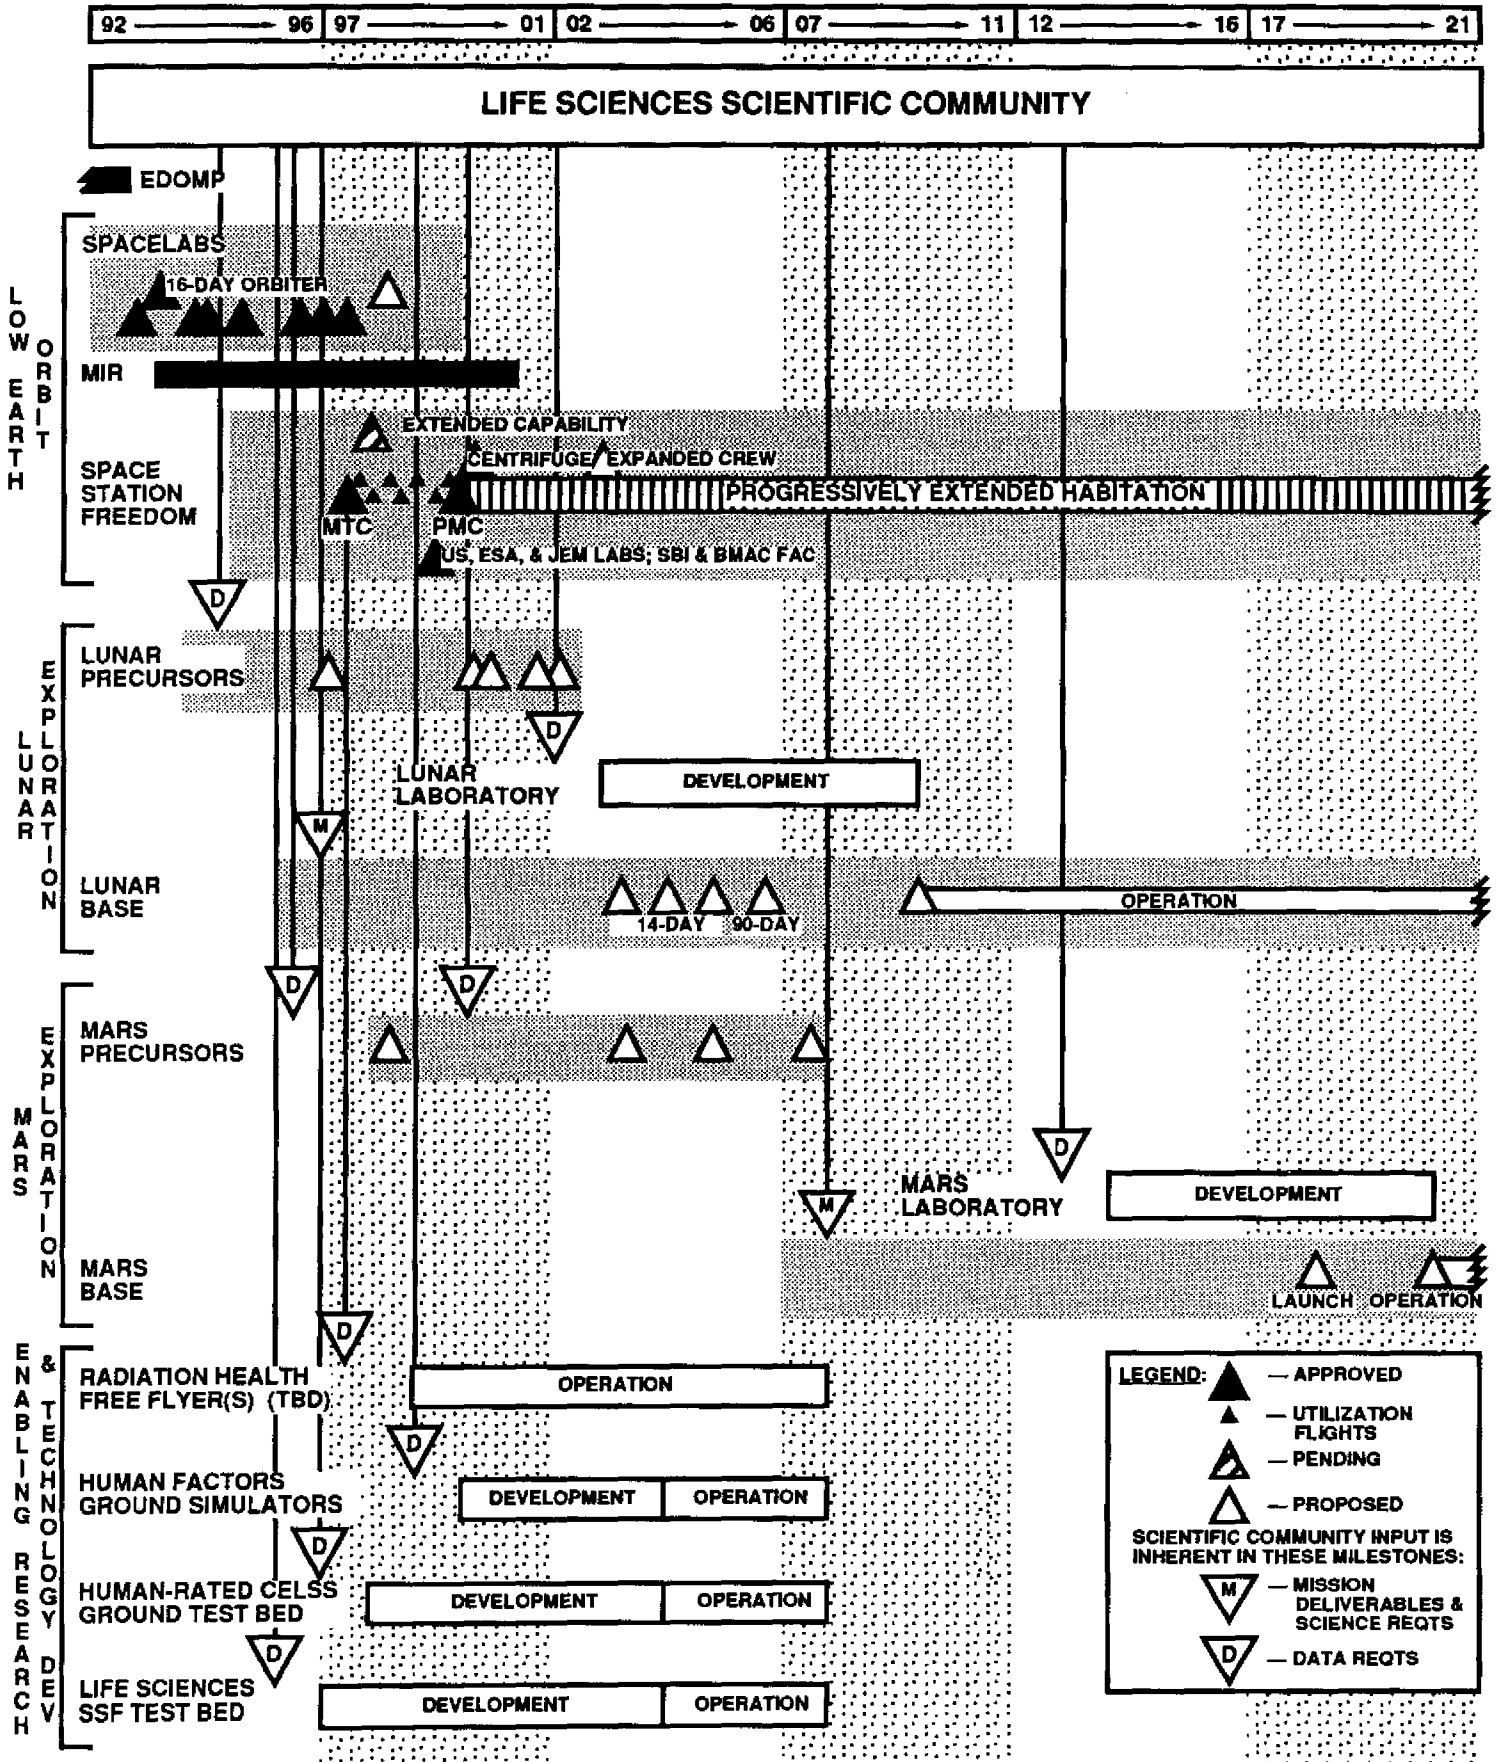 92 96 97 01 02 06 07 11 12 16 17 21
LIFE SCIENCES SCIENTIFIC COMMUNITY
EDOMP
LOW EARTH ORBIT
SPACELABS
16-DAY ORBITER
MIR
EXTENDED CAPABILITY
CENTRIFUGE/ EXPANDED CREW
SPACE
STATION
FREEDOM
PROGRESSIVELY EXTENDED HABITATION
MTC PMC
US, ESA, & JEM LABS; SBI & BMAC FAC
D
LUNAR EXPLORATION
LUNAR
PRECURSORS
D
LUNAR
LABORATORY
DEVELOPMENT
M
LUNAR
BASE
OPERATION
14-DAY 90-DAY
D D
MARS EXPLORATION
MARS
PRECURSORS
D
MARS
LABORATORY
DEVELOPMENT
M
MARS
BASE
LAUNCH OPERATION
D
ENABLING RESEARCH & TECHNOLOGY DEV
RADIATION HEALTH
FREE FLYER(S) (TBD)
OPERATION
D
HUMAN FACTORS
GROUND SIMULATORS
DEVELOPMENT OPERATION
D
HUMAN-RATED CELSS
GROUND TEST BED
DEVELOPMENT OPERATION
D
LIFE SCIENCES
SSF TEST BED
DEVELOPMENT OPERATION
LEGEND: — APPROVED
— UTILIZATION
FLIGHTS
— PENDING
— PROPOSED
SCIENTIFIC COMMUNITY INPUT IS
INHERENT IN THESE MILESTONES:
M — MISSION
DELIVERABLES &
SCIENCE REQTS
D — DATA REQTS